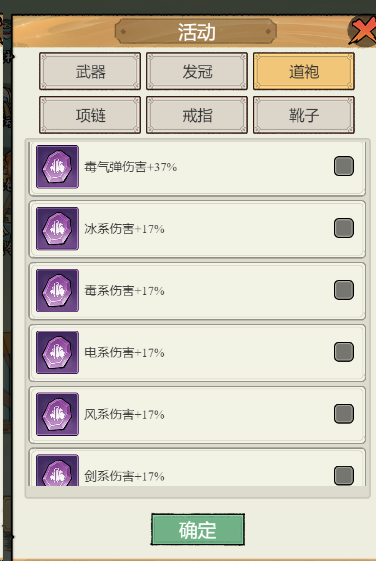 活动
武器 发冠 道袍
项链 戒指 靴子
毒气弹伤害+37%
冰系伤害+17%
毒系伤害+17%
电系伤害+17%
风系伤害+17%
剑系伤害+17%
确定